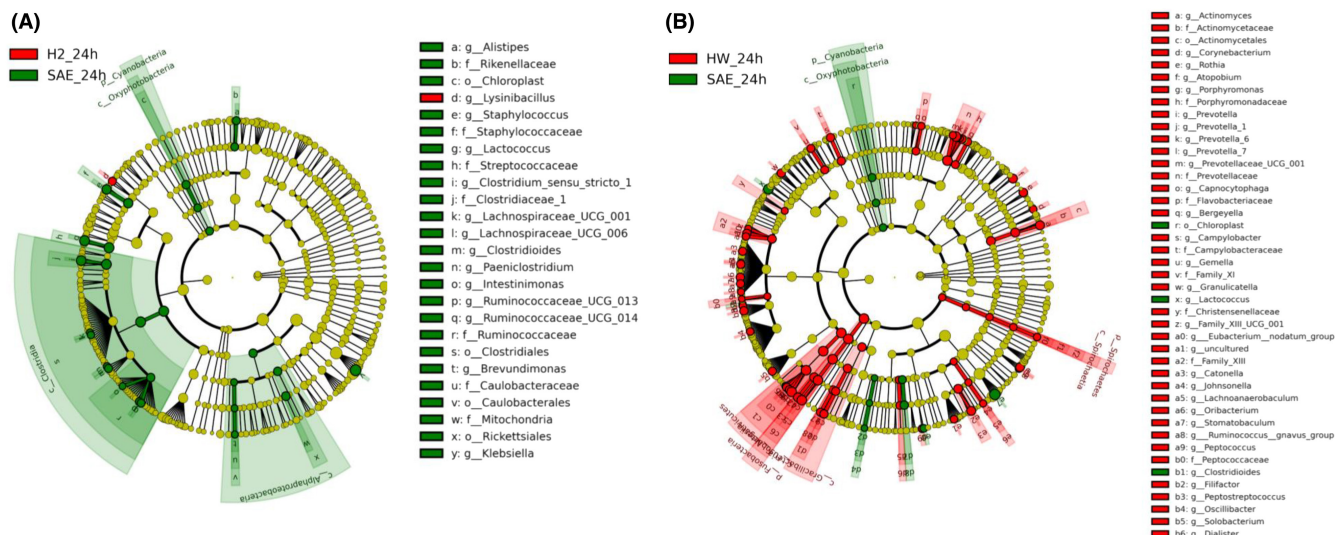 (A)
H2_24h
SAE_24h
p__Cyanobacteria
c__Oxyphotobacteria
c__Clostridia
c__Alphaproteobacteria
a: g__Alistipes
b: f__Rikenellaceae
c: o__Chloroplast
d: g__Lysinibacillus
e: g__Staphylococcus
f: f__Staphylococcaceae
g: g__Lactococcus
h: f__Streptococcaceae
i: g__Clostridium_sensu_stricto_1
j: f__Clostridiaceae_1
k: g__Lachnospiraceae_UCG_001
l: g__Lachnospiraceae_UCG_006
m: g__Clostridioides
n: g__Paeniclostridium
o: g__Intestinimonas
p: g__Ruminococcaceae_UCG_013
q: g__Ruminococcaceae_UCG_014
r: f__Ruminococcaceae
s: o__Clostridiales
t: g__Brevundimonas
u: f__Caulobacteraceae
v: o__Caulobacterales
w: f__Mitochondria
x: o__Rickettsiales
y: g__Klebsiella
(B)
HW_24h
SAE_24h
p__Cyanobacteria
c__Oxyphotobacteria
p__Spirochaetes
c__Spirochaetia
a: g__Actinomyces
b: f__Actinomycetaceae
c: o__Actinomycetales
d: g__Corynebacterium
e: g__Rothia
f: g__Atopobium
g: g__Porphyromonas
h: f__Porphyromonadaceae
i: g__Prevotella
j: g__Prevotella_1
k: g__Prevotella_6
l: g__Prevotella_7
m: g__Prevotellaceae_UCG_001
n: f__Prevotellaceae
o: g__Capnocytophaga
p: f__Flavobacteriaceae
q: g__Bergeyella
r: o__Chloroplast
s: g__Campylobacter
t: f__Campylobacteraceae
u: g__Gemella
v: f__Family_XI
w: g__Granulicatella
x: g__Lactococcus
y: f__Christensenellaceae
z: g__Family_XIII_UCG_001
a0: g__Eubacterium__nodatum_group
a1: g__uncultured
a2: f__Family_XIII
a3: g__Catonella
a4: g__Johnsonella
a5: g__Lachnoanaerobaculum
a6: g__Oribacterium
a7: g__Stomatobaculum
a8: g___Ruminococcus__gnavus_group
a9: g__Peptococcus
b0: f__Peptococcaceae
b1: g__Clostridioides
b2: g__Filifactor
b3: g__Peptostreptococcus
b4: g__Oscillibacter
b5: g__Solobacterium
b6: g__Dialister